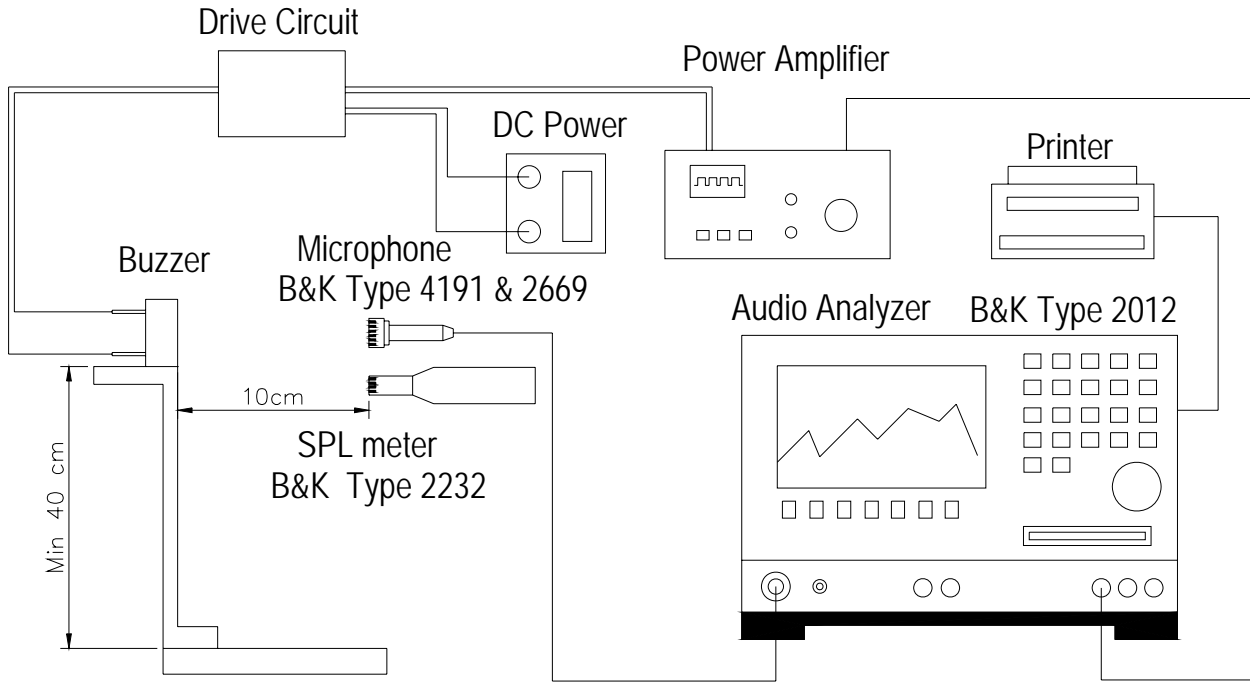 Drive Circuit
Power Amplifier
DC Power
Printer
Buzzer
Microphone
B&K Type 4191 & 2669
Audio Analyzer
B&K Type 2012
10cm
SPL meter
B&K Type 2232
Min 40 cm